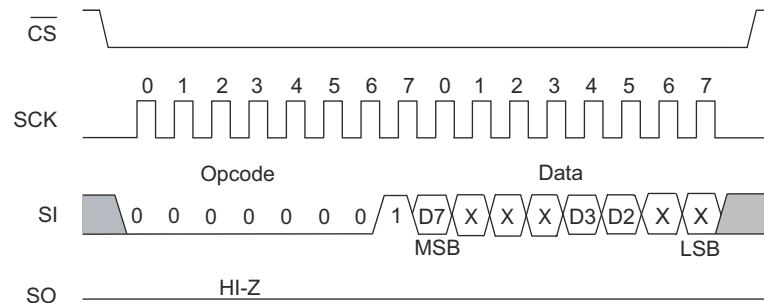 CS
0 1 2 3 4 5 6 7 0 1 2 3 4 5 6 7
SCK
Opcode Data
SI 0 0 0 0 0 0 0 1 D7 X X X D3 D2 X X
MSB LSB
HI-Z
SO